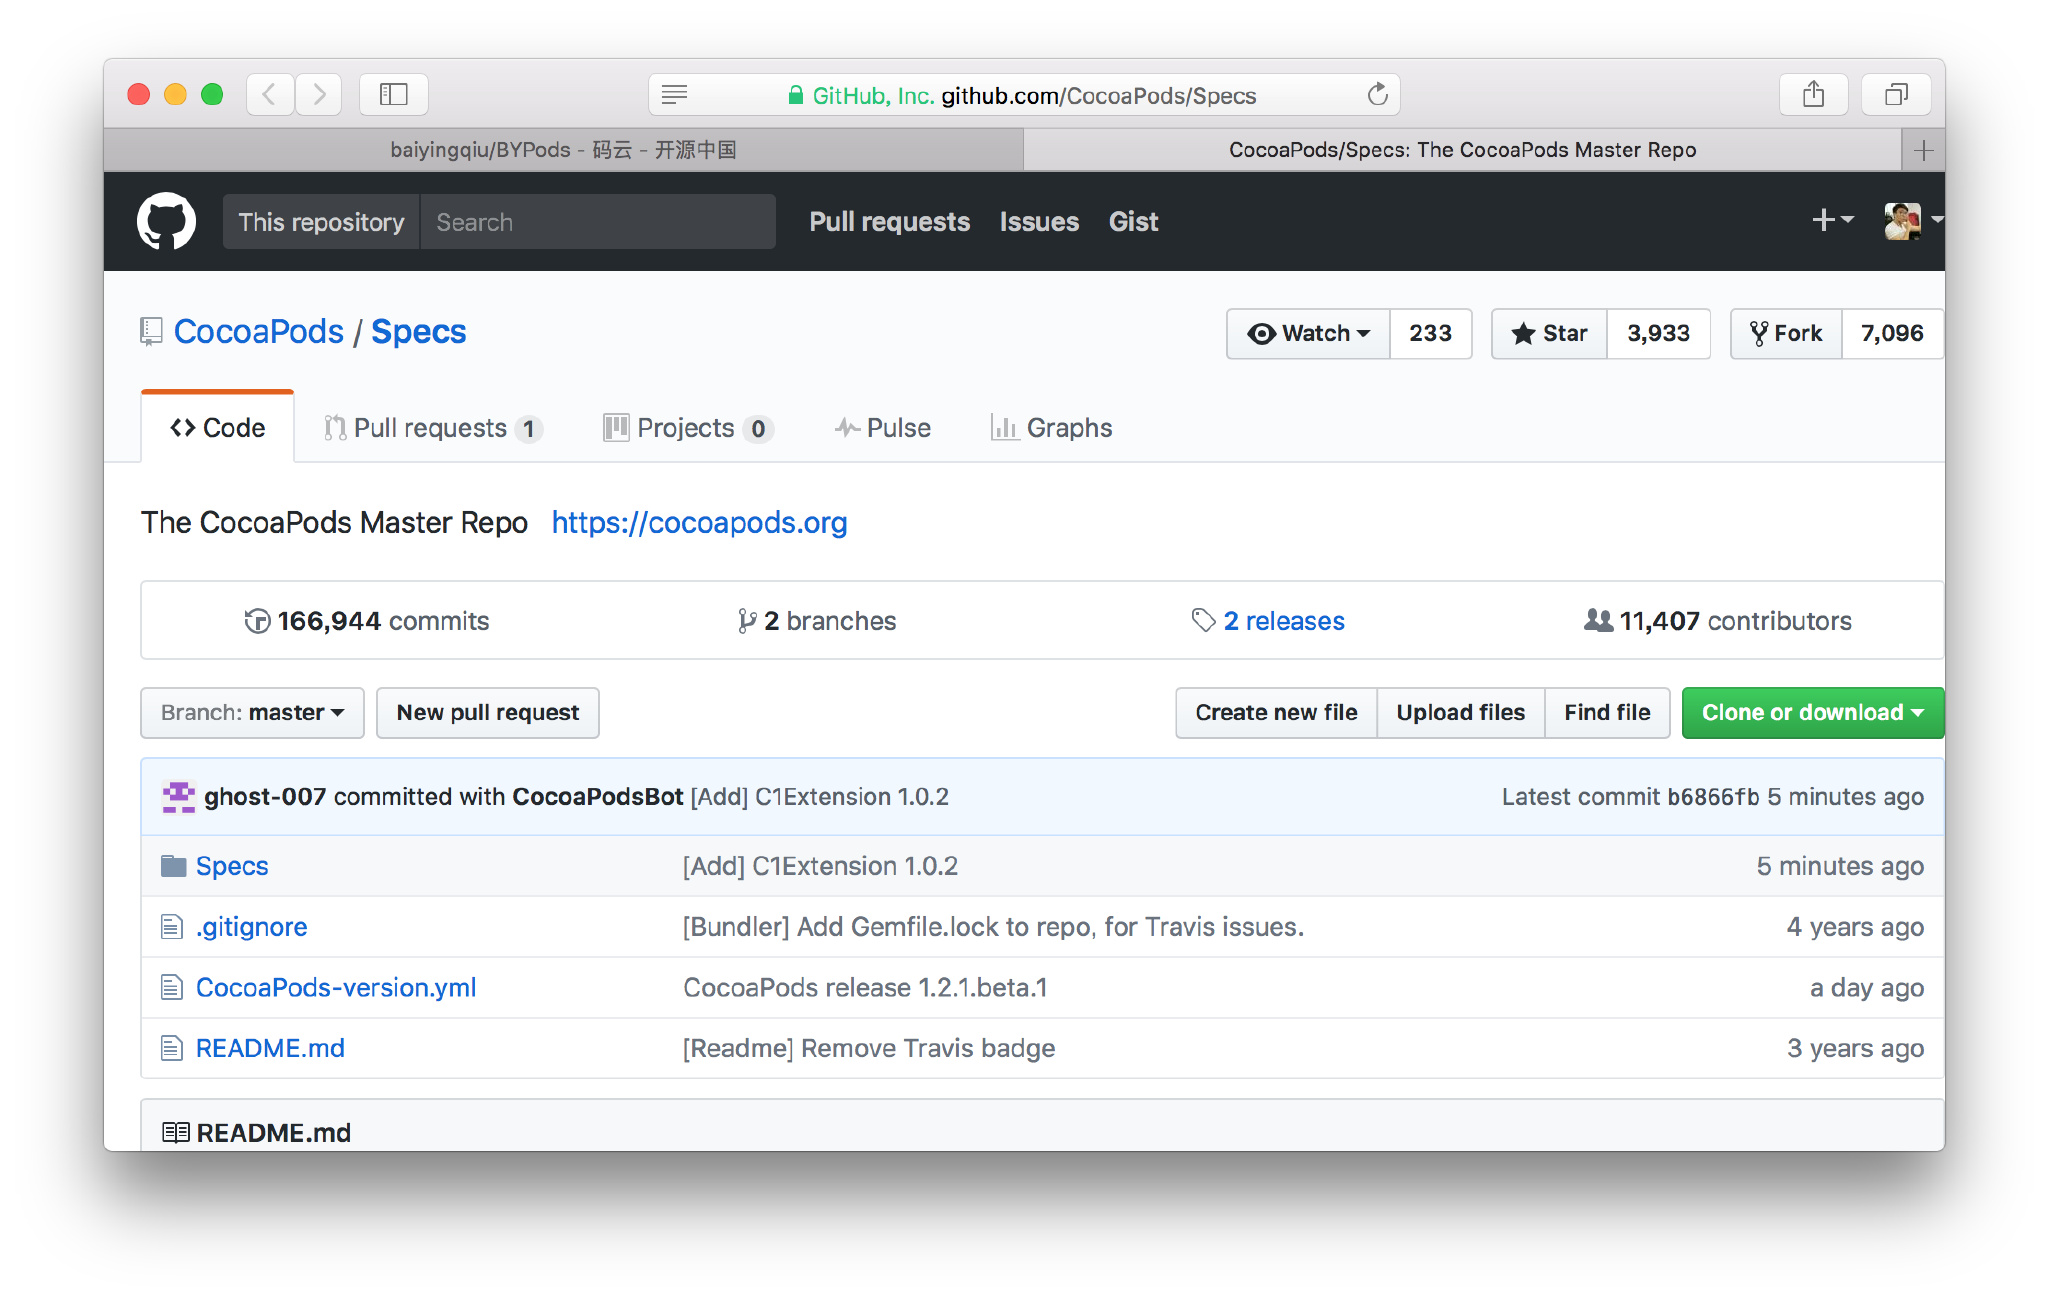 GitHub, Inc. github.com/CocoaPods/Specs
baiyingqiu/BYPods - 码云 - 开源中国
CocoaPods/Specs: The CocoaPods Master Repo
This repository Search Pull requests Issues Gist
CocoaPods / Specs Watch 233 Star 3,933 Fork 7,096
Code Pull requests 1 Projects 0 Pulse Graphs
The CocoaPods Master Repo https://cocoapods.org
166,944 commits 2 branches 2 releases 11,407 contributors
Branch: master New pull request Create new file Upload files Find file Clone or download
ghost-007 committed with CocoaPodsBot [Add] C1Extension 1.0.2 Latest commit b6866fb 5 minutes ago
Specs [Add] C1Extension 1.0.2 5 minutes ago
.gitignore [Bundler] Add Gemfile.lock to repo, for Travis issues. 4 years ago
CocoaPods-version.yml CocoaPods release 1.2.1.beta.1 a day ago
README.md [Readme] Remove Travis badge 3 years ago
README.md